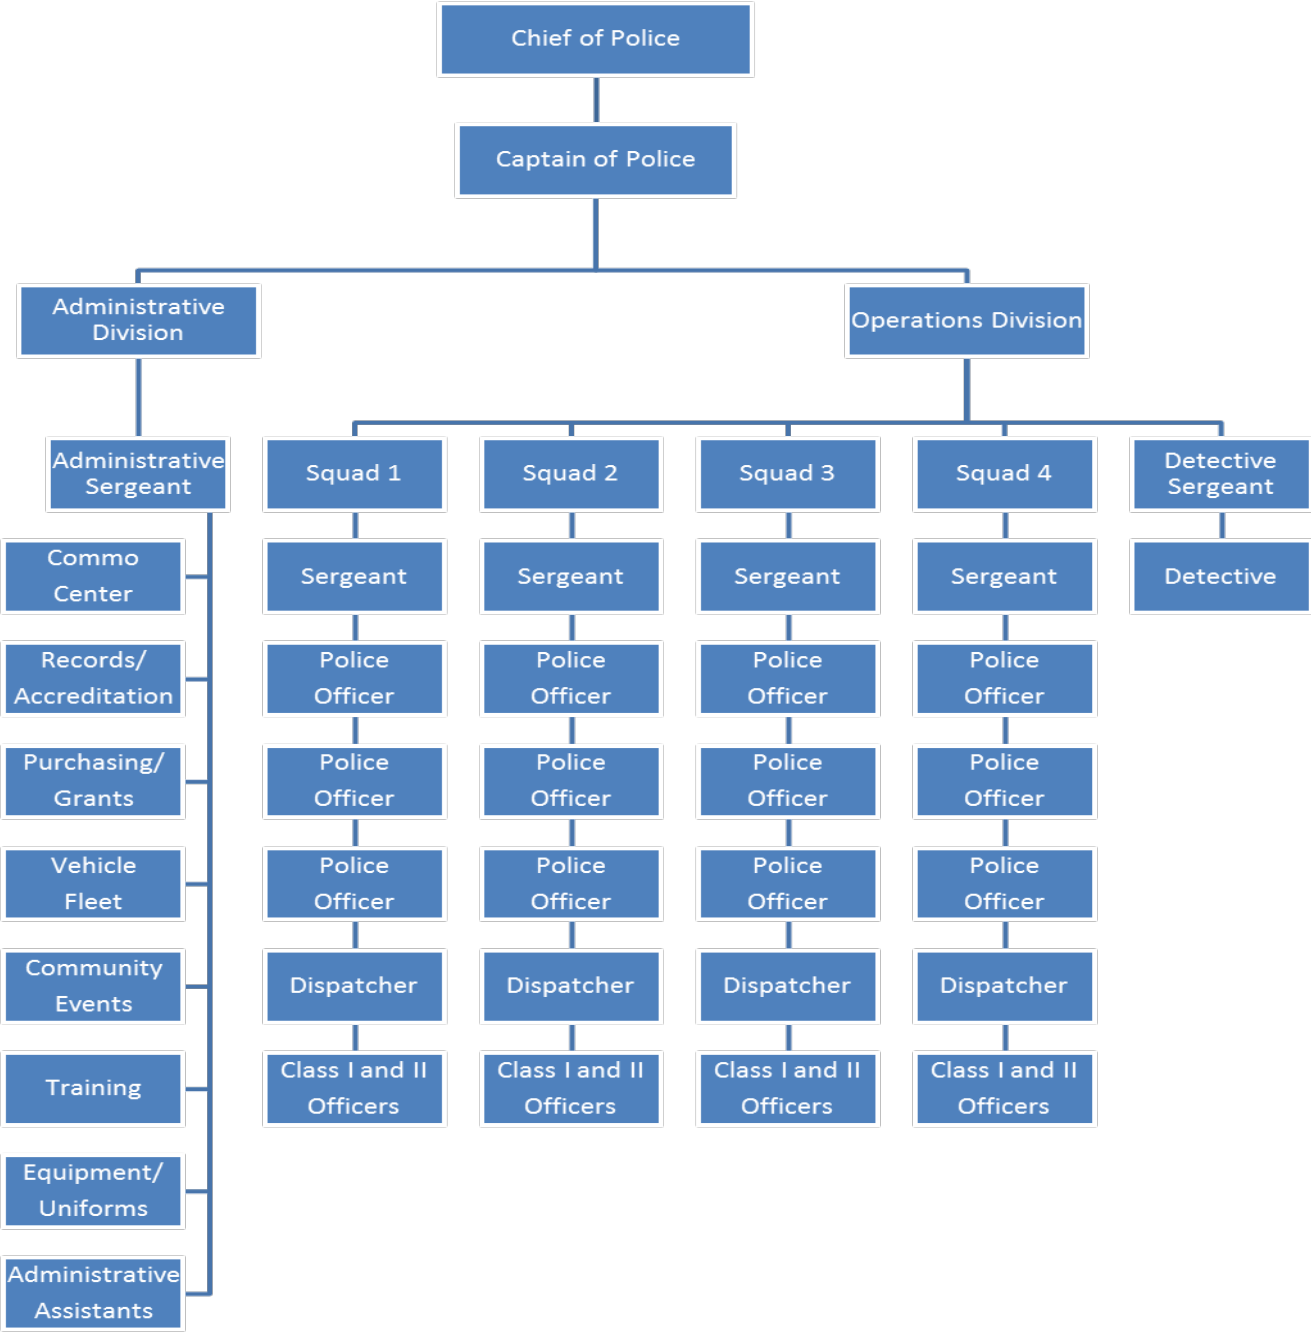 Chief of Police
Captain of Police
Administrative
Division
Operations Division
Administrative
Sergeant
Squad 1
Squad 2
Squad 3
Squad 4
Detective
Sergeant
Commo
Center
Sergeant
Sergeant
Sergeant
Sergeant
Detective
Records/
Accreditation
Police
Officer
Police
Officer
Police
Officer
Police
Officer
Purchasing/
Grants
Police
Officer
Police
Officer
Police
Officer
Police
Officer
Vehicle
Fleet
Police
Officer
Police
Officer
Police
Officer
Police
Officer
Community
Events
Dispatcher
Dispatcher
Dispatcher
Dispatcher
Training
Class I and II
Officers
Class I and II
Officers
Class I and II
Officers
Class I and II
Officers
Equipment/
Uniforms
Administrative
Assistants